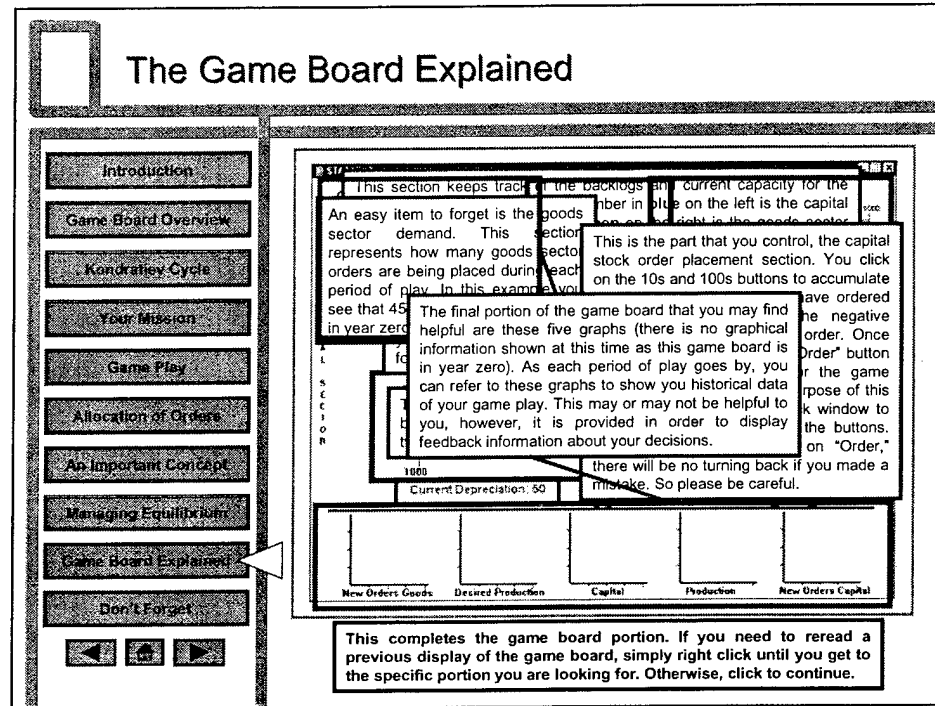 The Game Board Explained
Introduction
Game Board Overview
Kondratiev Cycle
Your Mission
Game Play
Allocation of Orders
An Important Concept
Managing Equilibrium
Game Board Explained
Don't Forget
This section keeps track of the backlogs and current capacity for the
in blue on the left is the capital
right is the goods sector
An easy item to forget is the goods
sector demand. This section
represents how many goods sector
orders are being placed during each
period of play. In this example you
see that 45
in year zero
This is the part that you control, the capital
stock order placement section. You click
on the 10s and 100s buttons to accumulate
have ordered
negative
order. Once
Order" button
the game
purpose of this
window to
the buttons.
on "Order,"
there will be no turning back if you made a
mistake. So please be careful.
The final portion of the game board that you may find
helpful are these five graphs (there is no graphical
information shown at this time as this game board is
in year zero). As each period of play goes by, you
can refer to these graphs to show you historical data
of your game play. This may or may not be helpful to
you, however, it is provided in order to display
feedback information about your decisions.
1000
Current Depreciation: 50
New Orders Goods
Desired Production
Capital
Production
New Orders Capital
This completes the game board portion. If you need to reread a
previous display of the game board, simply right click until you get to
the specific portion you are looking for. Otherwise, click to continue.